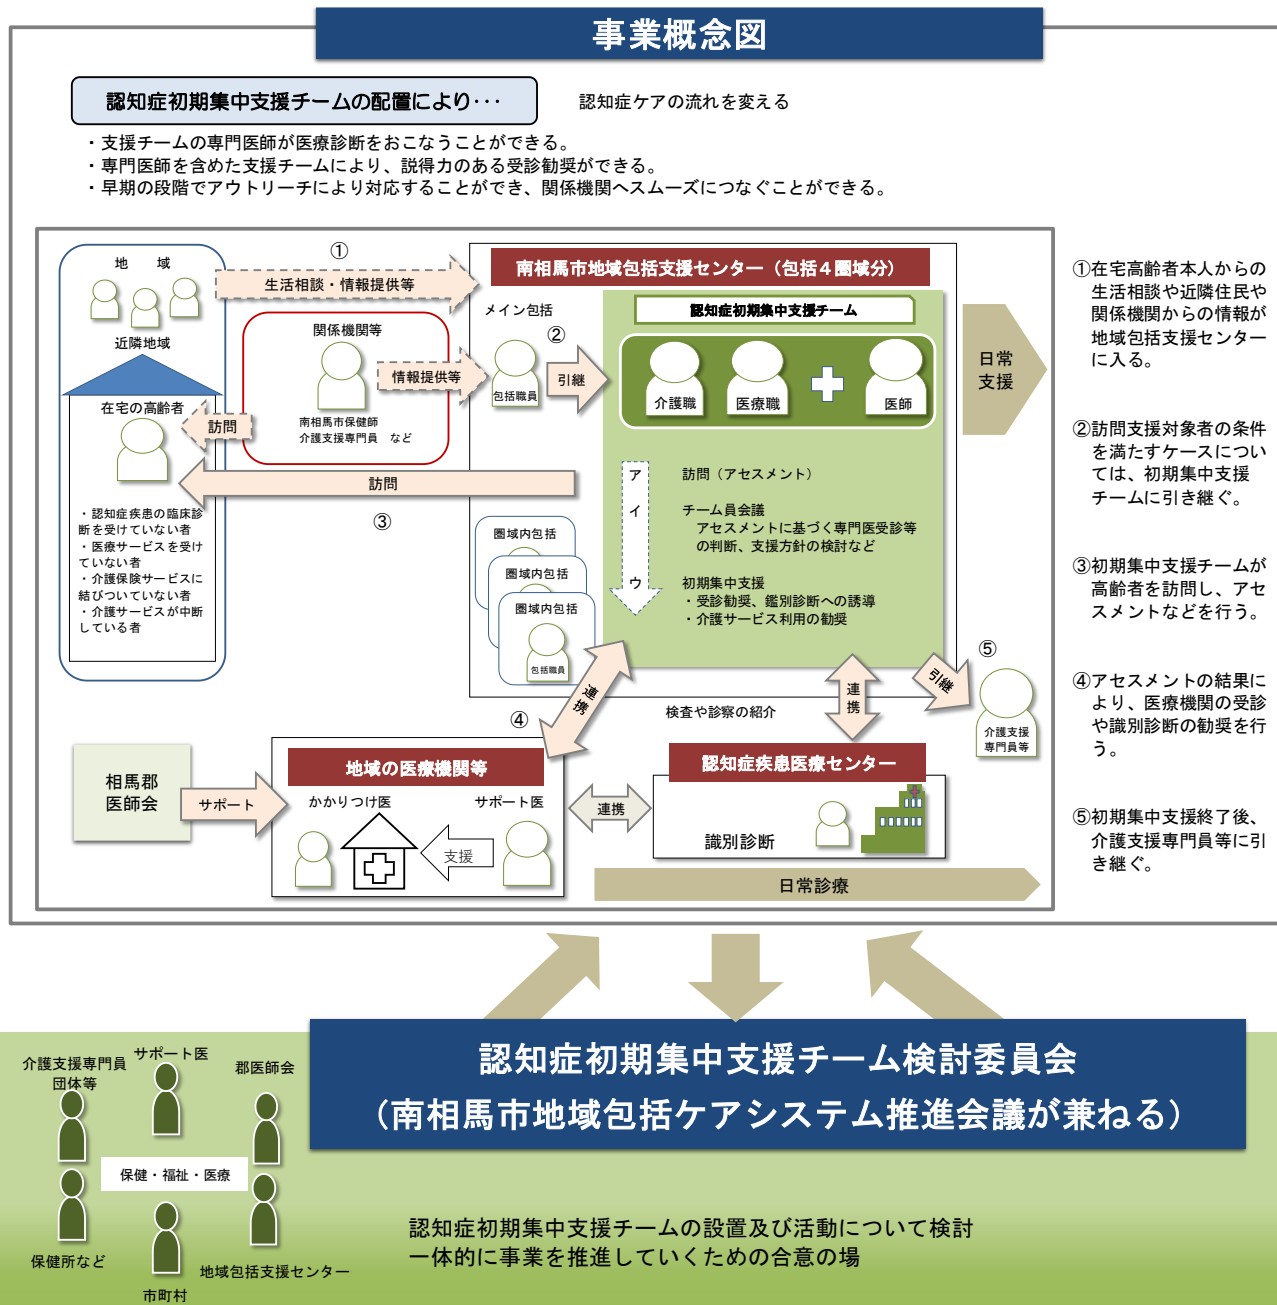 事業概念図
認知症初期集中支援チームの配置により・・・
認知症ケアの流れを変える
・支援チームの専門医師が医療診断をおこなうことができる。
・専門医師を含めた支援チームにより、説得力のある受診勧奨ができる。
・早期の段階でアウトリーチにより対応することができ、関係機関へスムーズにつなぐことができる。
地　域
近隣地域
在宅の高齢者
・認知症疾患の臨床診
断を受けていない者
・医療サービスを受け
ていない者
・介護保険サービスに
結びついていない者
・介護サービスが中断
している者
①
生活相談・情報提供等
関係機関等
情報提供等
南相馬市保健師
介護支援専門員　など
訪問
訪問
③
南相馬市地域包括支援センター（包括４圏域分）
メイン包括
包括職員
②
引継
認知症初期集中支援チーム
介護職
医療職
医師
ア
訪問（アセスメント）
イ
チーム員会議
アセスメントに基づく専門医受診等
の判断、支援方針の検討など
ウ
初期集中支援
・受診勧奨、鑑別診断への誘導
・介護サービス利用の勧奨
圏域内包括
圏域内包括
圏域内包括
包括職員
日常
支援
連携
④
検査や診察の紹介
連
携
引継
⑤
介護支援
専門員等
相馬郡
医師会
サポート
地域の医療機関等
かかりつけ医
サポート医
支援
連携
認知症疾患医療センター
識別診断
日常診療
①在宅高齢者本人からの
生活相談や近隣住民や
関係機関からの情報が
地域包括支援センター
に入る。
②訪問支援対象者の条件
を満たすケースについ
ては、初期集中支援
チームに引き継ぐ。
③初期集中支援チームが
高齢者を訪問し、アセ
スメントなどを行う。
④アセスメントの結果に
より、医療機関の受診
や識別診断の勧奨を行
う。
⑤初期集中支援終了後、
介護支援専門員等に引
き継ぐ。
認知症初期集中支援チーム検討委員会
（南相馬市地域包括ケアシステム推進会議が兼ねる）
介護支援専門員
団体等
サポート医
郡医師会
保健・福祉・医療
保健所など
市町村
地域包括支援センター
認知症初期集中支援チームの設置及び活動について検討
一体的に事業を推進していくための合意の場